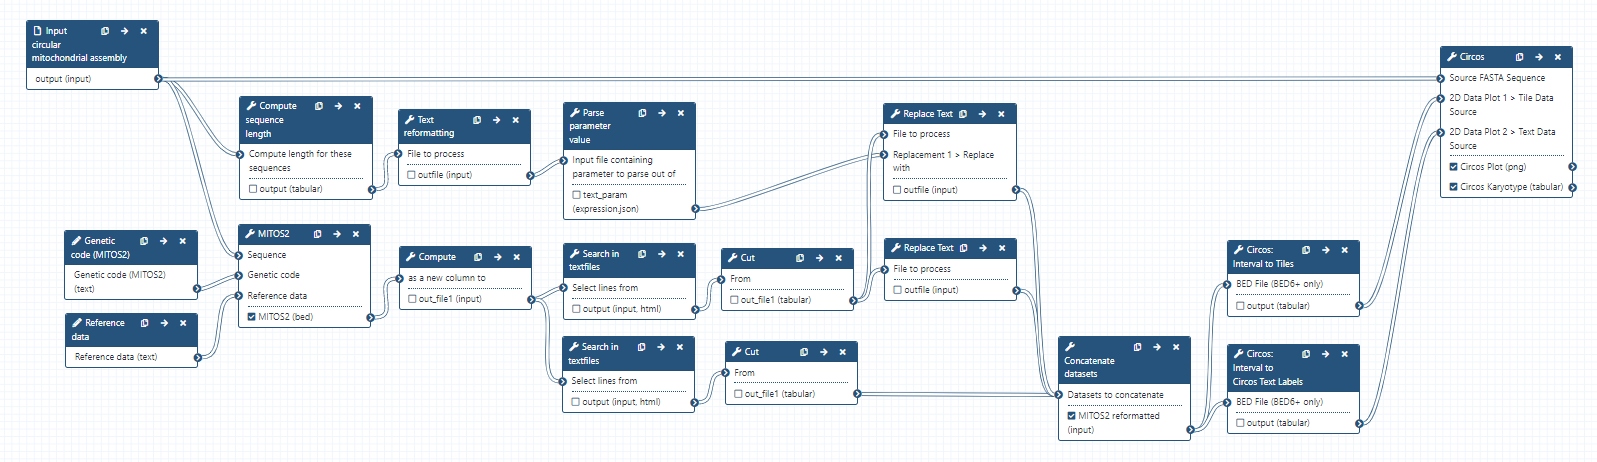 Input
circular
mitochondrial assembly
output (input)
Compute
sequence
length
Compute length for these
sequences
output (tabular)
Text
reformatting
File to process
outfile (input)
Parse
parameter
value
Input file containing
parameter to parse out of
text_param
(expression.json)
Replace Text
File to process
Replacement 1 > Replace
with
outfile (input)
Circos
Source FASTA Sequence
2D Data Plot 1 > Tile Data
Source
2D Data Plot 2 > Text Data
Source
Circos Plot (png)
Circos Karyotype (tabular)
Genetic
code (MITOS2)
Genetic code (MITOS2)
(text)
Reference
data
Reference data (text)
MITOS2
Sequence
Genetic code
Reference data
MITOS2 (bed)
Compute
as a new column to
out_file1 (input)
Search in
textfiles
Select lines from
output (input, html)
Cut
From
out_file1 (tabular)
Replace Text
File to process
outfile (input)
Search in
textfiles
Select lines from
output (input, html)
Cut
From
out_file1 (tabular)
Concatenate
datasets
Datasets to concatenate
MITOS2 reformatted
(input)
Circos:
Interval to Tiles
BED File (BED6+ only)
output (tabular)
Circos:
Interval to
Circos Text Labels
BED File (BED6+ only)
output (tabular)